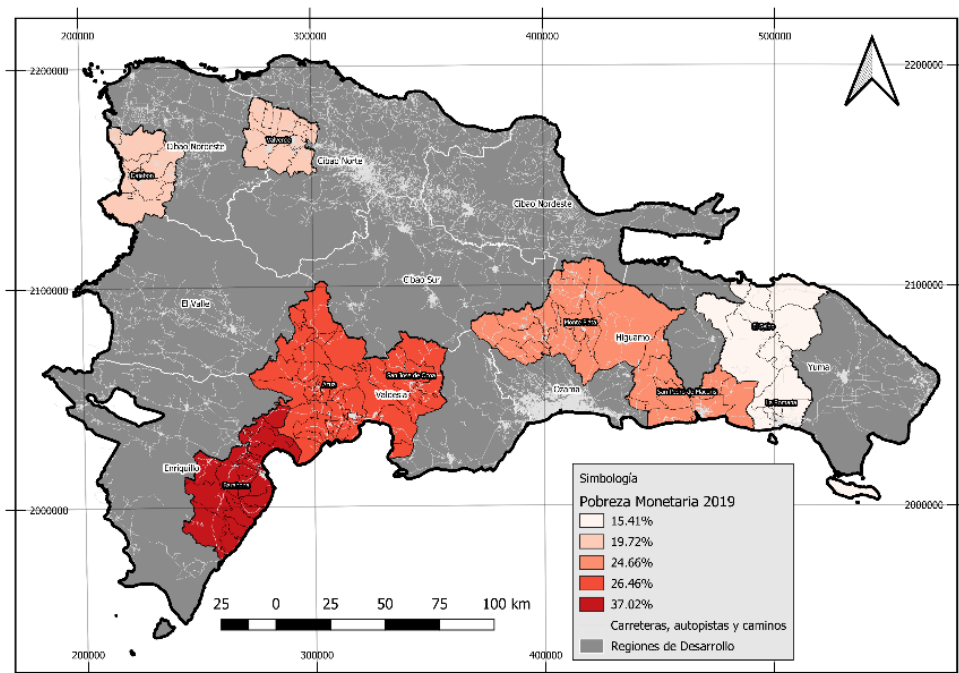 200000 300000 400000 500000
2200000 2200000
Valverde
Cibao Noroeste
Cibao Norte
Dajabon
Cibao Nordeste
Cibao Sur
2100000 2100000
El Valle
Monte Plata
El Seibo
Higuamo
San Jose de Ocoa
Azua
Yuma
Valdesia
Ozama
San Pedro de Macoris
La Romana
Enriquillo
Barahona
2000000 2000000
Simbología
Pobreza Monetaria 2019
15.41%
19.72%
24.66%
26.46%
37.02%
Carreteras, autopistas y caminos
Regiones de Desarrollo
25 0 25 50 75 100 km
200000 300000 400000 500000